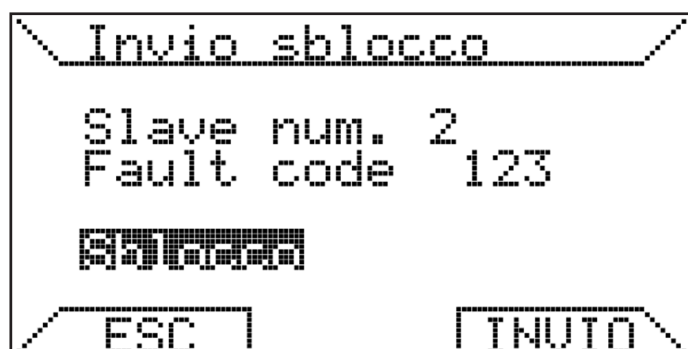 Invio sblocco
Slave num. 2
Fault code 123
Sblocco
ESC INVIO